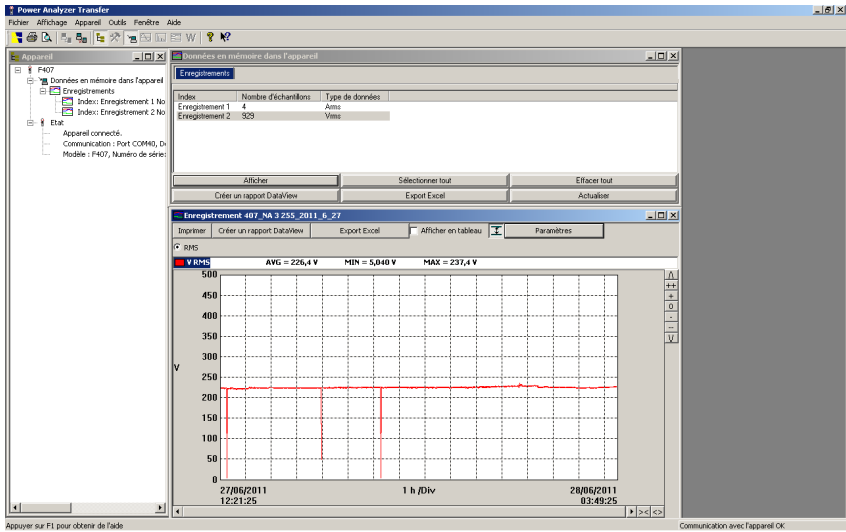 Power Analyzer Transfer
Fichier Affichage Appareil Outils Fenêtre Aide
Appareil
F407
Données en mémoire dans l'appareil
Enregistrements
Index: Enregistrement 1 No
Index: Enregistrement 2 No
Etat
Appareil connecté.
Communication : Port COM40, Dé
Modèle : F407, Numéro de série:
Données en mémoire dans l'appareil
Enregistrements
Index Nombre d'échantillons Type de données
Enregistrement 1 4 Arms
Enregistrement 2 929 Vrms
Afficher Sélectionner tout Effacer tout
Créer un rapport DataView Export Excel Actualiser
Enregistrement 407_NA 3 255_2011_6_27
Imprimer Créer un rapport DataView Export Excel Afficher en tableau Paramètres
RMS
V RMS AVG = 226,4 V MIN = 5,040 V MAX = 237,4 V
500
450
400
350
300
V
250
200
150
100
50
0
27/06/2011 1 h /Div 28/06/2011
12:21:25 03:49:25
++
+
0
-
--
><
<>
Appuyer sur F1 pour obtenir de l'aide Communication avec l'appareil OK